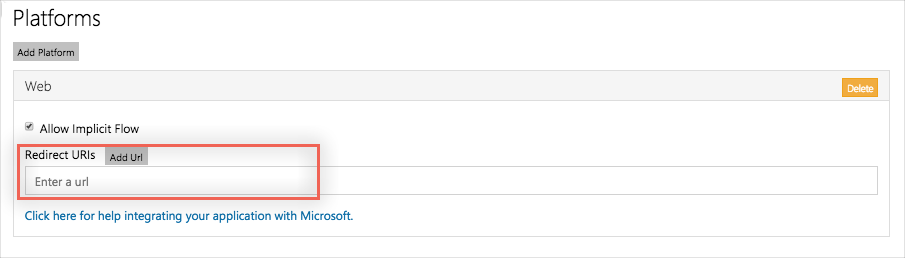 Platforms
Add Platform
Web
Delete
Allow Implicit Flow
Redirect URIs Add Url
Enter a url
Click here for help integrating your application with Microsoft.